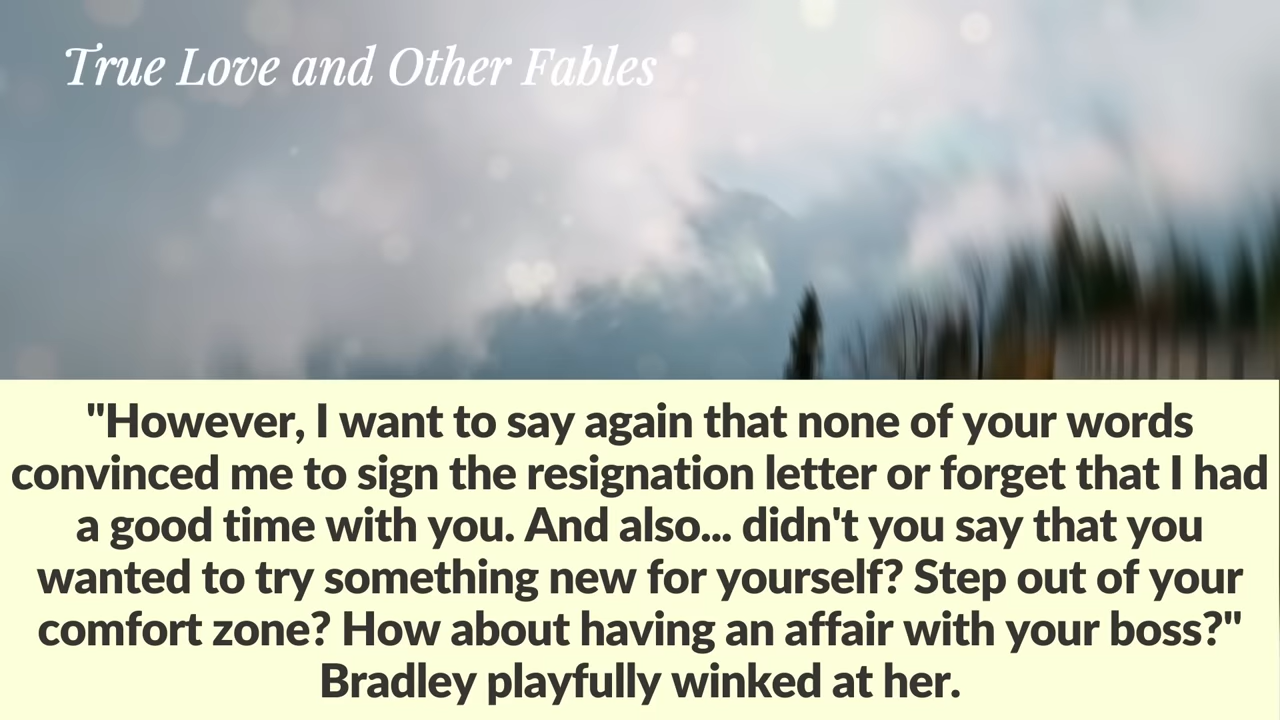 True Love and Other Fables
"However, I want to say again that none of your words
convinced me to sign the resignation letter or forget that I had
a good time with you. And also... didn't you say that you
wanted to try something new for yourself? Step out of your
comfort zone? How about having an affair with your boss?"
Bradley playfully winked at her.